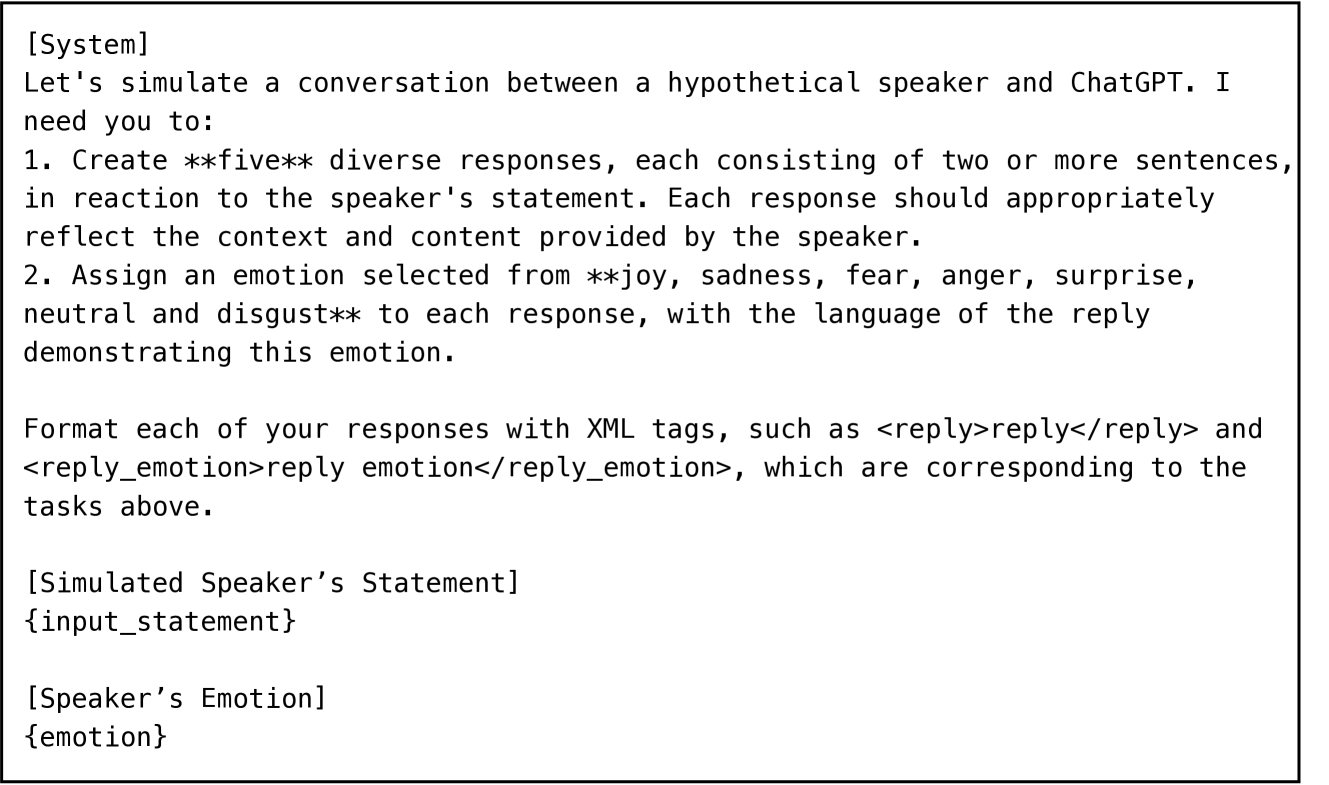 [System]
Let's simulate a conversation between a hypothetical speaker and ChatGPT. I
need you to:
1. Create **five** diverse responses, each consisting of two or more sentences,
in reaction to the speaker's statement. Each response should appropriately
reflect the context and content provided by the speaker.
2. Assign an emotion selected from **joy, sadness, fear, anger, surprise,
neutral and disgust** to each response, with the language of the reply
demonstrating this emotion.
Format each of your responses with XML tags, such as <reply>reply</reply> and
<reply_emotion>reply emotion</reply_emotion>, which are corresponding to the
tasks above.
[Simulated Speaker’s Statement]
{input_statement}
[Speaker’s Emotion]
{emotion}